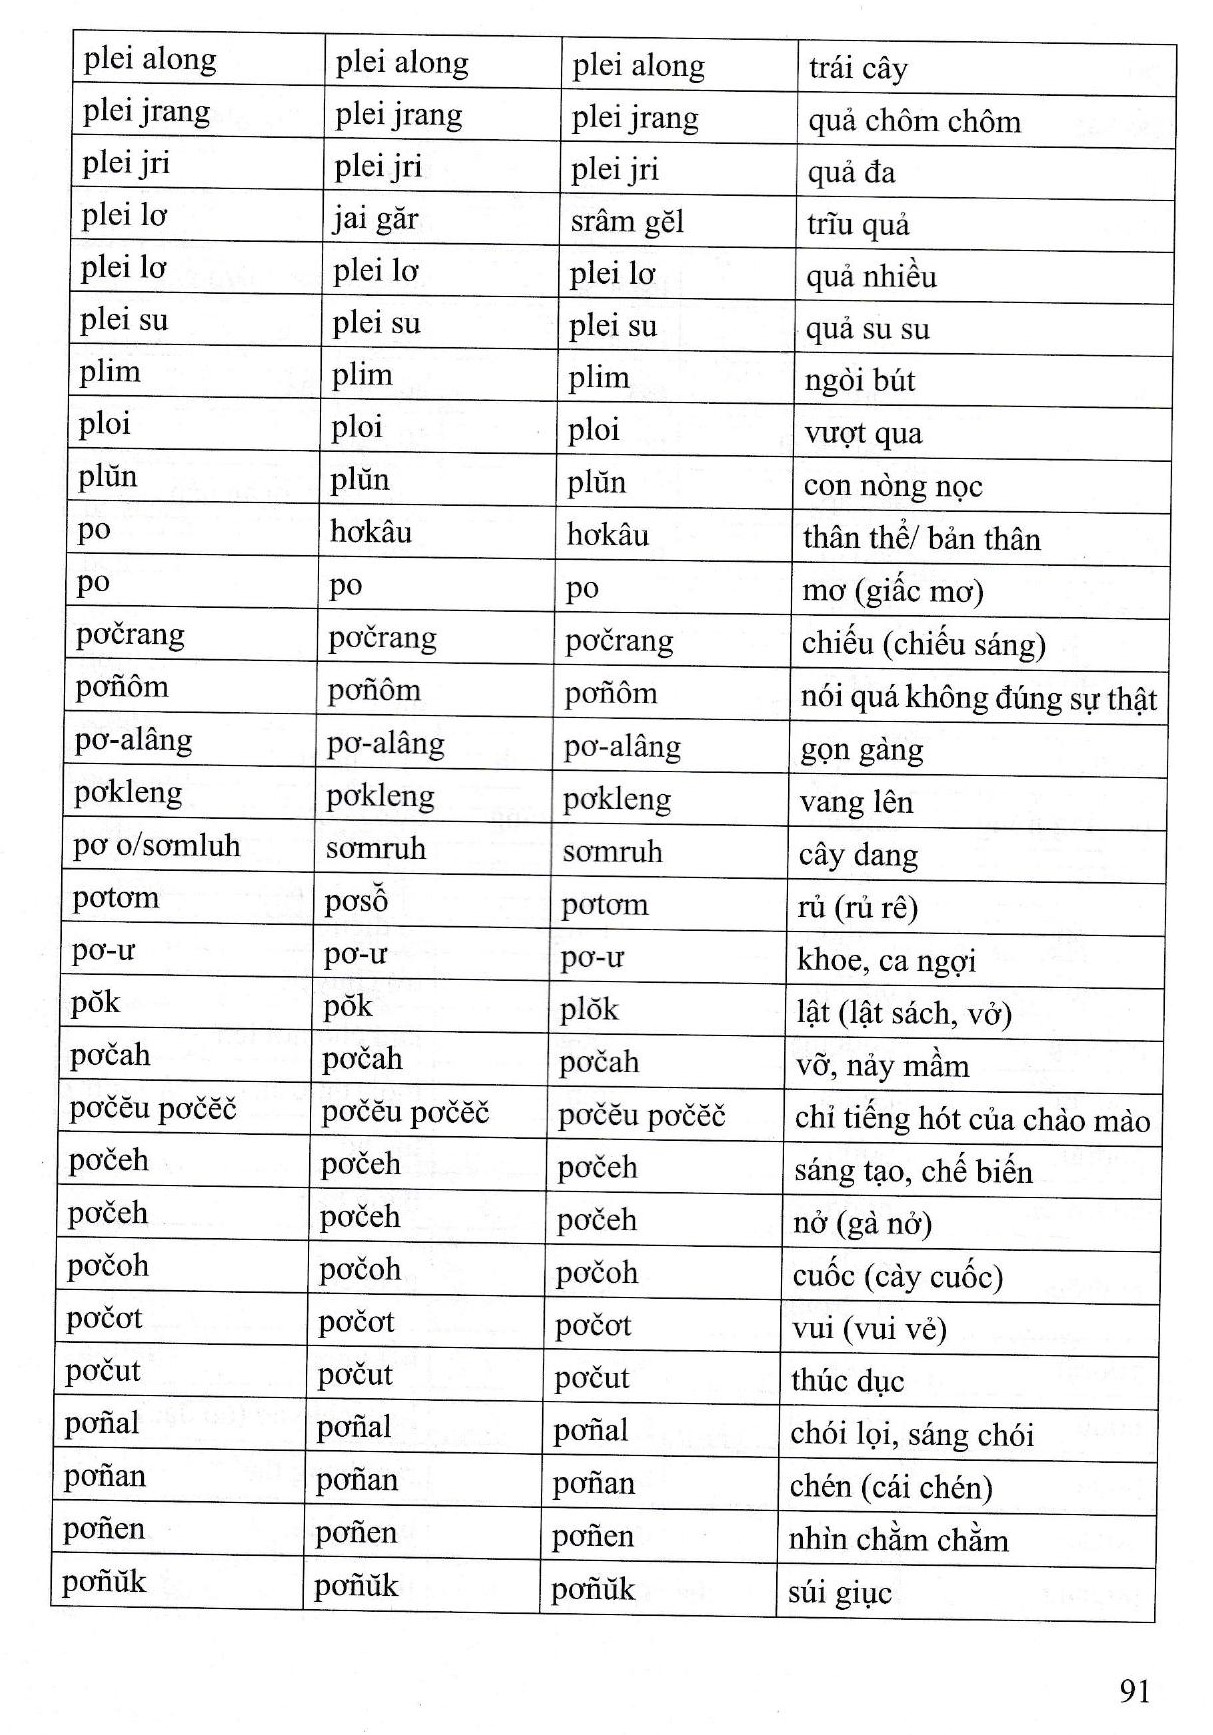 plei along plei along plei along trái cây
plei jrang plei jrang plei jrang quả chôm chôm
plei jri plei jri plei jri quả đa
plei lơ jai găr srâm gĕl trĩu quả
plei lơ plei lơ plei lơ quả nhiều
plei su plei su plei su quả su su
plim plim plim ngòi bút
ploi ploi ploi vượt qua
plŭn plŭn plŭn con nòng nọc
po hơkâu hơkâu thân thể/ bản thân
po po po mơ (giấc mơ)
pơčrang pơčrang pơčrang chiếu (chiếu sáng)
pơñôm pơñôm pơñôm nói quá không đúng sự thật
pơ-alâng pơ-alâng pơ-alâng gọn gàng
pơkleng pơkleng pơkleng vang lên
pơ o/sơmluh sơmruh sơmruh cây dang
pơtơm pơsô̆ pơtơm rủ (rủ rê)
pơ-ư pơ-ư pơ-ư khoe, ca ngợi
pŏk pŏk plŏk lật (lật sách, vở)
pơčah pơčah pơčah vỡ, nảy mầm
pơčĕu pơčĕč pơčĕu pơčĕč pơčĕu pơčĕč chỉ tiếng hót của chào mào
pơčeh pơčeh pơčeh sáng tạo, chế biến
pơčeh pơčeh pơčeh nở (gà nở)
pơčoh pơčoh pơčoh cuốc (cày cuốc)
pơčơt pơčơt pơčơt vui (vui vẻ)
pơčut pơčut pơčut thúc dục
pơñal pơñal pơñal chói lọi, sáng chói
pơñan pơñan pơñan chén (cái chén)
pơñen pơñen pơñen nhìn chằm chằm
pơñŭk pơñŭk pơñŭk súi giục
91